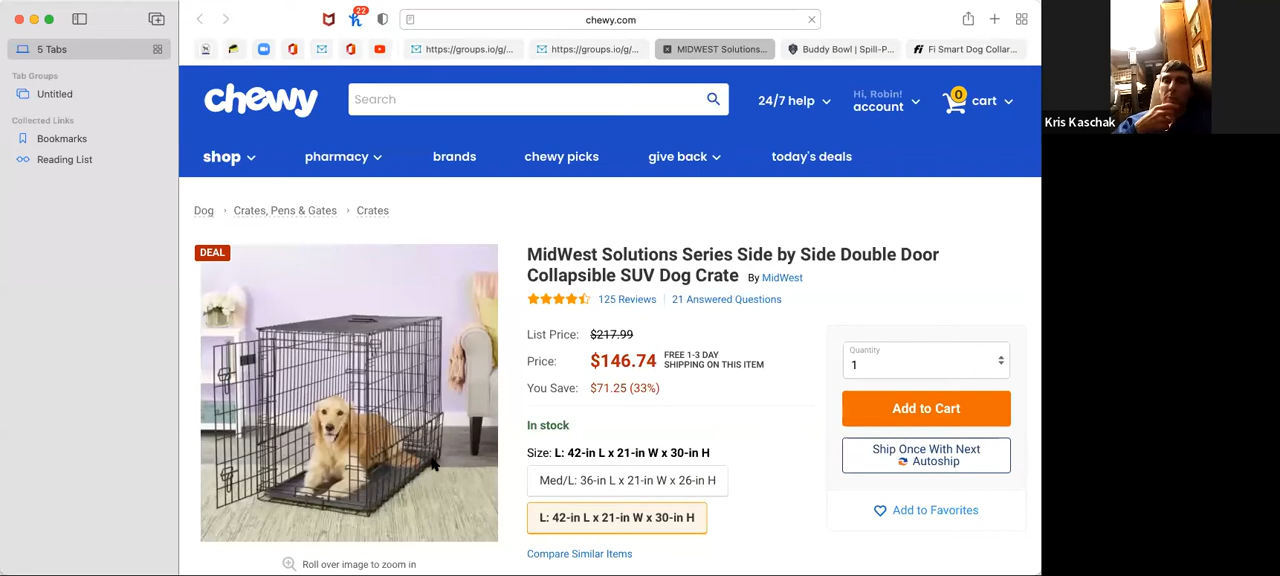 22
chewy.com
5 Tabs
https://groups.io/g/...
https://groups.io/g/...
MIDWEST Solutions...
Buddy Bowl | Spill-P...
Fi Smart Dog Collar...
Tab Groups
Untitled
Collected Links
Bookmarks
Reading List
chewy
Search
24/7 help
Hi, Robin!
account
0
cart
shop
pharmacy
brands
chewy picks
give back
today's deals
Kris Kaschak
Dog › Crates, Pens & Gates › Crates
DEAL
MidWest Solutions Series Side by Side Double Door
Collapsible SUV Dog Crate By MidWest
125 Reviews
21 Answered Questions
List Price: $217.99
Price: $146.74 FREE 1-3 DAY
SHIPPING ON THIS ITEM
You Save: $71.25 (33%)
In stock
Size: L: 42-in L x 21-in W x 30-in H
Med/L: 36-in L x 21-in W x 26-in H
L: 42-in L x 21-in W x 30-in H
Compare Similar Items
Quantity
1
Add to Cart
Ship Once With Next
Autoship
Add to Favorites
Roll over image to zoom in